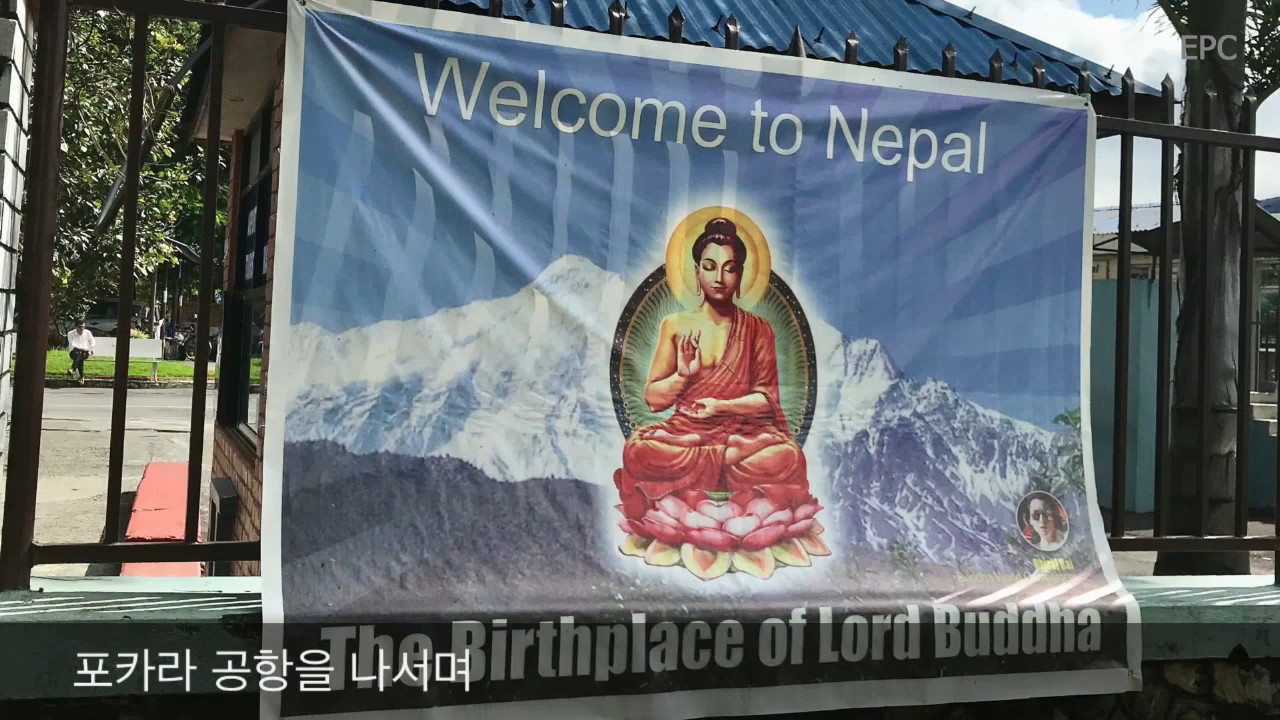 EPC
Welcome to Nepal
The Birthplace of Lord Buddha
포카라 공항을 나서며